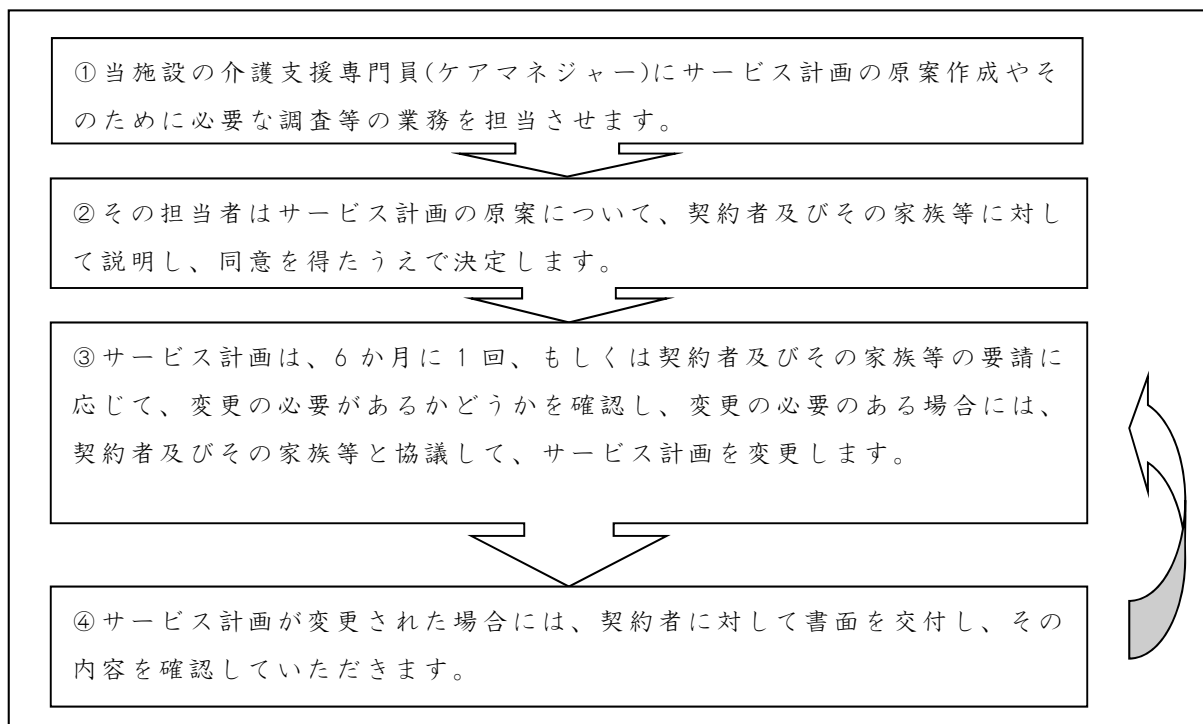 ①当施設の介護支援専門員(ケアマネジャー)にサービス計画の原案作成やそ
のために必要な調査等の業務を担当させます。
②その担当者はサービス計画の原案について、契約者及びその家族等に対し
て説明し、同意を得たうえで決定します。
③サービス計画は、6か月に1回、もしくは契約者及びその家族等の要請に
応じて、変更の必要があるかどうかを確認し、変更の必要のある場合には、
契約者及びその家族等と協議して、サービス計画を変更します。
④サービス計画が変更された場合には、契約者に対して書面を交付し、その
内容を確認していただきます。